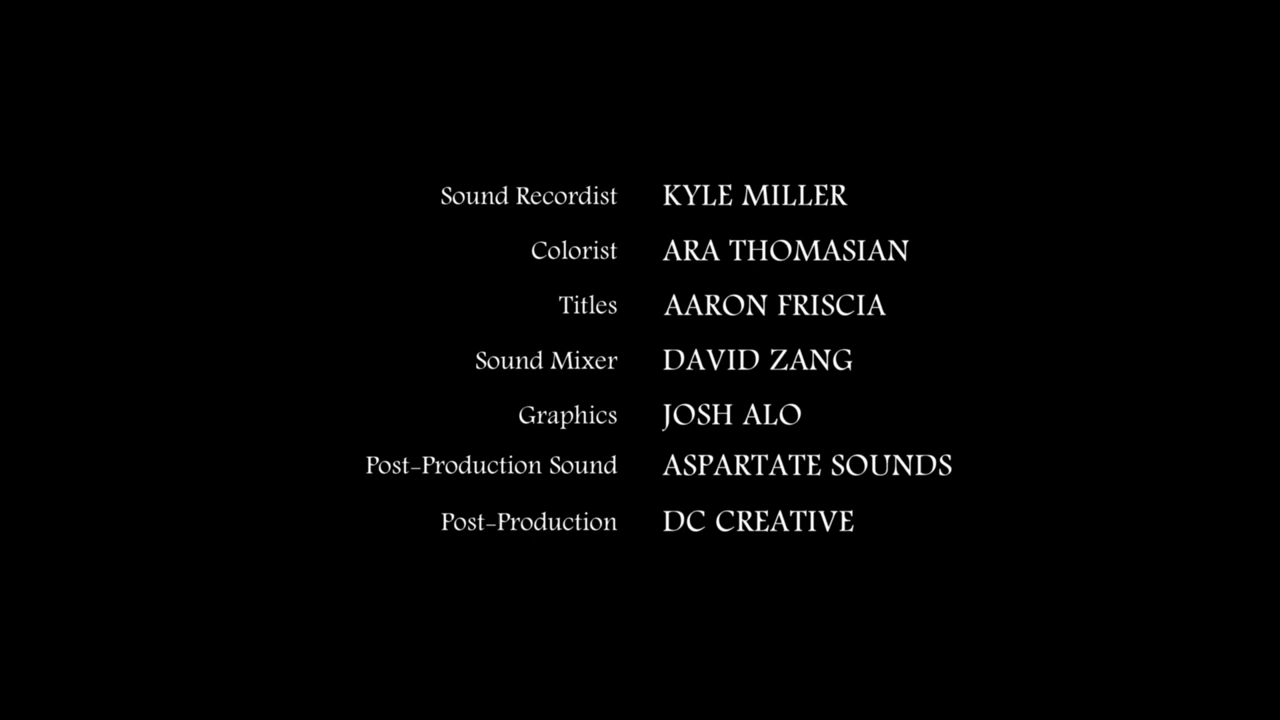 Sound Recordist KYLE MILLER
Colorist ARA THOMASIAN
Titles AARON FRISCIA
Sound Mixer DAVID ZANG
Graphics JOSH ALO
Post-Production Sound ASPARTATE SOUNDS
Post-Production DC CREATIVE